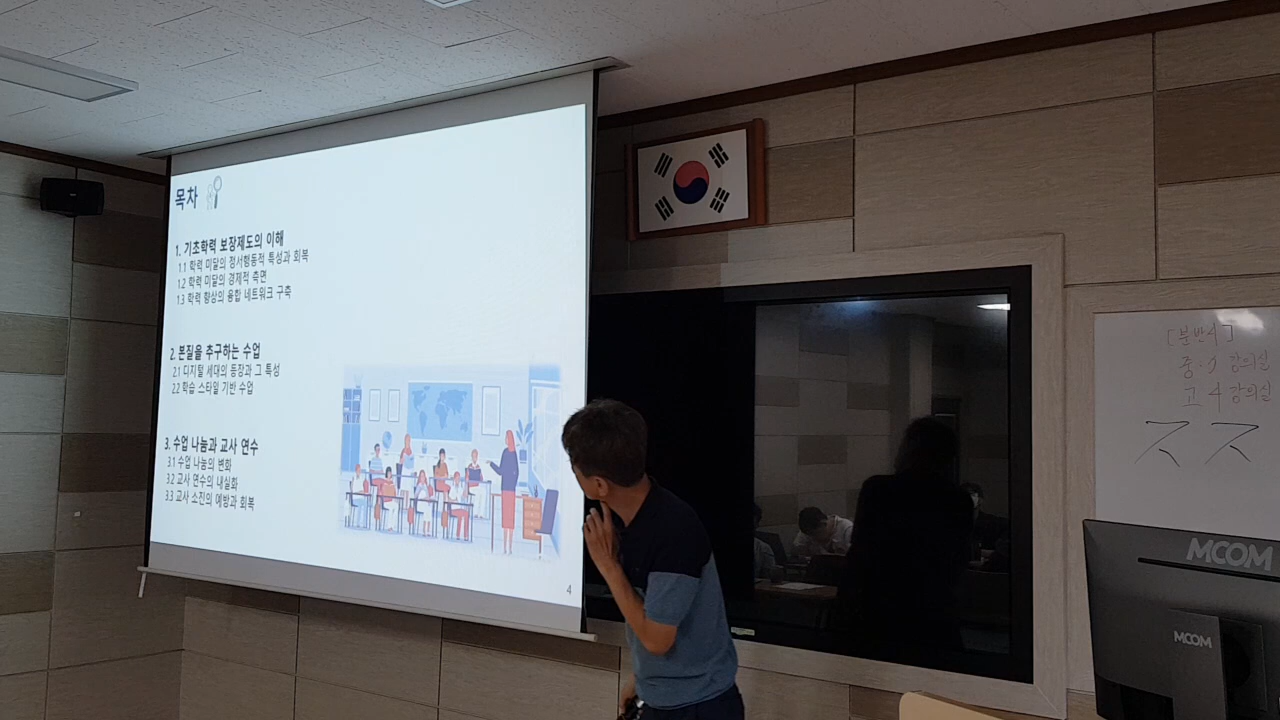 목차
1. 기초학력 보장제도의 이해
1.1 학력 미달의 정서행동적 특성과 회복
1.2 학력 미달의 경제적 측면
1.3 학력 향상의 융합 네트워크 구축
2. 본질을 추구하는 수업
2.1 디지털 세대의 등장과 그 특성
2.2 학습 스타일 기반 수업
3. 수업 나눔과 교사 연수
3.1 수업 나눔의 변화
3.2 교사 연수의 내실화
3.3 교사 소진의 예방과 회복
4
[분반시]
강의실
고 4 강의실
MCOM
MCOM